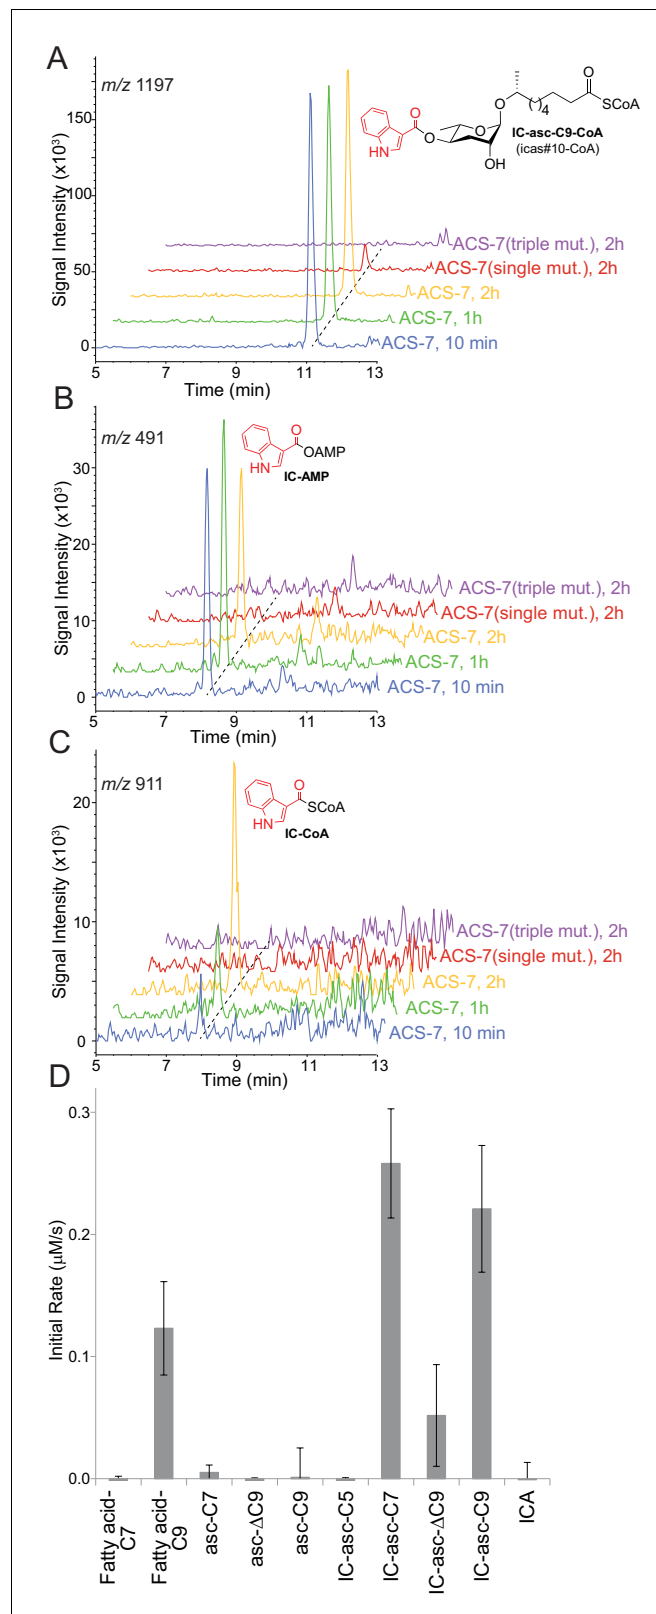 A
m/z 1197
150
100
50
0
Signal Intensity (x10³)
O
SCoA
O
( )4
O
O
O
HN
OH
IC-asc-C9-CoA
(icas#10-CoA)
ACS-7(triple mut.), 2h
ACS-7(single mut.), 2h
ACS-7, 2h
ACS-7, 1h
ACS-7, 10 min
5 7 9 11 13
Time (min)
B
m/z 491
30
20
10
0
Signal Intensity (x10³)
O
OAMP
HN
IC-AMP
ACS-7(triple mut.), 2h
ACS-7(single mut.), 2h
ACS-7, 2h
ACS-7, 1h
ACS-7, 10 min
5 7 9 11 13
Time (min)
C
m/z 911
20
10
0
Signal Intensity (x10³)
O
SCoA
HN
IC-CoA
ACS-7(triple mut.), 2h
ACS-7(single mut.), 2h
ACS-7, 2h
ACS-7, 1h
ACS-7, 10 min
5 7 9 11 13
Time (min)
D
0.3
0.2
0.1
0.0
Initial Rate (µM/s)
Fatty acid-
C7
Fatty acid-
C9
asc-C7
asc-ΔC9
asc-C9
IC-asc-C5
IC-asc-C7
IC-asc-ΔC9
IC-asc-C9
ICA